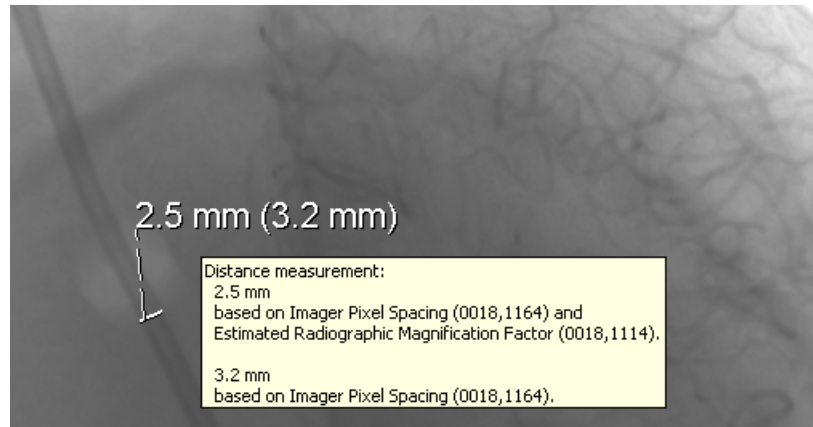 2.5 mm (3.2 mm)
Distance measurement:
2.5 mm
based on Imager Pixel Spacing (0018,1164) and
Estimated Radiographic Magnification Factor (0018,1114).
3.2 mm
based on Imager Pixel Spacing (0018,1164).